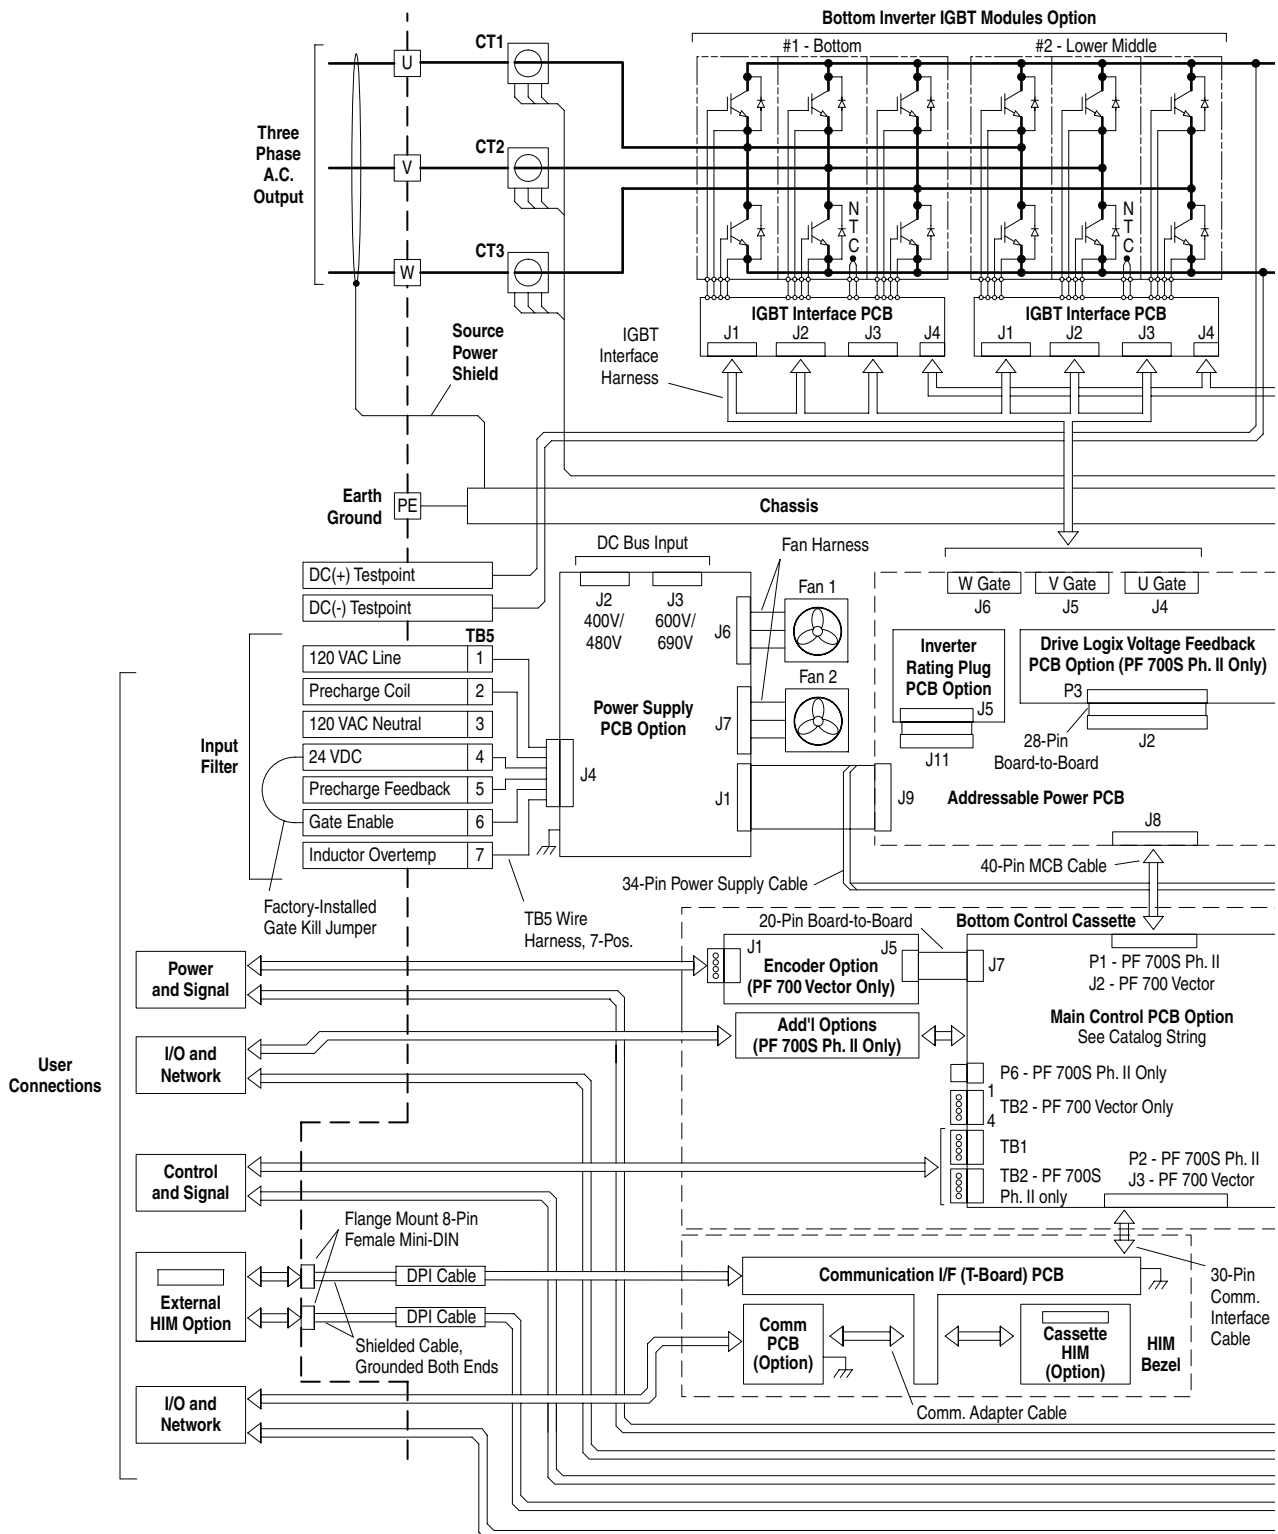 Bottom Inverter IGBT Modules Option
#1 - Bottom
#2 - Lower Middle
CT1
U
Three
Phase
A.C.
Output
CT2
V
CT3
W
N
T
C
N
T
C
IGBT Interface PCB
J1
J2
J3
J4
IGBT Interface PCB
J1
J2
J3
J4
Source
Power
Shield
IGBT
Interface
Harness
Earth
Ground
PE
Chassis
DC(+) Testpoint
DC(-) Testpoint
DC Bus Input
J2
400V/
480V
J3
600V/
690V
Fan Harness
Fan 1
J6
Fan 2
J7
Power Supply
PCB Option
J4
J1
J9
W Gate
V Gate
U Gate
J6
J5
J4
Inverter
Rating Plug
PCB Option
J5
J11
Drive Logix Voltage Feedback
PCB Option (PF 700S Ph. II Only)
P3
J2
28-Pin
Board-to-Board
Addressable Power PCB
J8
TB5
120 VAC Line
1
Precharge Coil
2
120 VAC Neutral
3
24 VDC
4
Precharge Feedback
5
Gate Enable
6
Inductor Overtemp
7
Input
Filter
Factory-Installed
Gate Kill Jumper
TB5 Wire
Harness, 7-Pos.
34-Pin Power Supply Cable
40-Pin MCB Cable
20-Pin Board-to-Board
Bottom Control Cassette
User
Connections
Power
and Signal
J1
J5
Encoder Option
(PF 700 Vector Only)
J7
P1 - PF 700S Ph. II
J2 - PF 700 Vector
Main Control PCB Option
See Catalog String
I/O and
Network
Add'l Options
(PF 700S Ph. II Only)
P6 - PF 700S Ph. II Only
1
TB2 - PF 700 Vector Only
4
TB1
TB2 - PF 700S
Ph. II only
P2 - PF 700S Ph. II
J3 - PF 700 Vector
Control
and Signal
Flange Mount 8-Pin
Female Mini-DIN
External
HIM Option
DPI Cable
DPI Cable
Shielded Cable,
Grounded Both Ends
Communication I/F (T-Board) PCB
30-Pin
Comm.
Interface
Cable
Comm
PCB
(Option)
Cassette
HIM
(Option)
HIM
Bezel
Comm. Adapter Cable
I/O and
Network